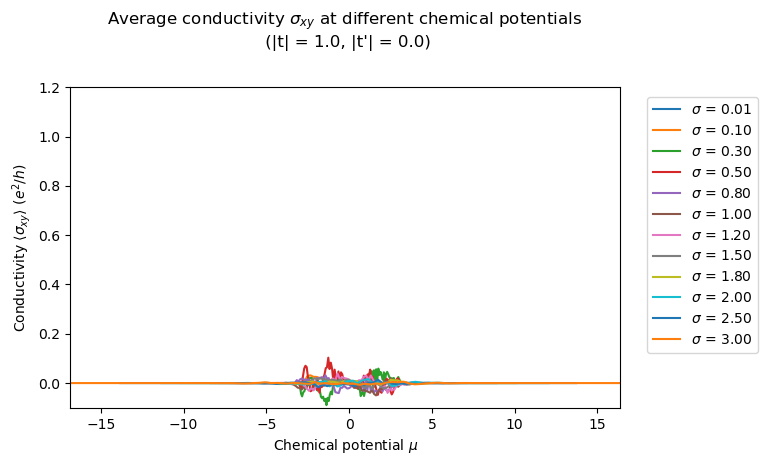 Average conductivity σxy at different chemical potentials
(|t| = 1.0, |t'| = 0.0)
1.2
1.0
0.8
0.6
0.4
0.2
0.0
Conductivity ⟨σxy⟩ (e²/h)
−15
−10
−5
0
5
10
15
Chemical potential μ
σ = 0.01
σ = 0.10
σ = 0.30
σ = 0.50
σ = 0.80
σ = 1.00
σ = 1.20
σ = 1.50
σ = 1.80
σ = 2.00
σ = 2.50
σ = 3.00